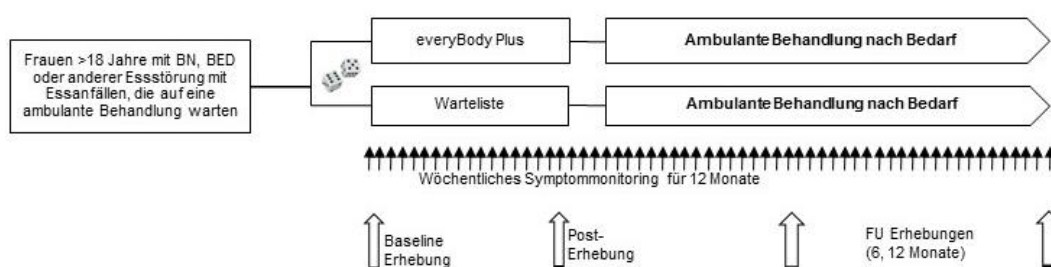 Frauen >18 Jahre mit BN, BED
oder anderer Essstörung mit
Essanfällen, die auf eine
ambulante Behandlung warten
everyBody Plus
Ambulante Behandlung nach Bedarf
Warteliste
Ambulante Behandlung nach Bedarf
Wöchentliches Symptommonitoring für 12 Monate
Baseline
Erhebung
Post-
Erhebung
FU Erhebungen
(6, 12 Monate)